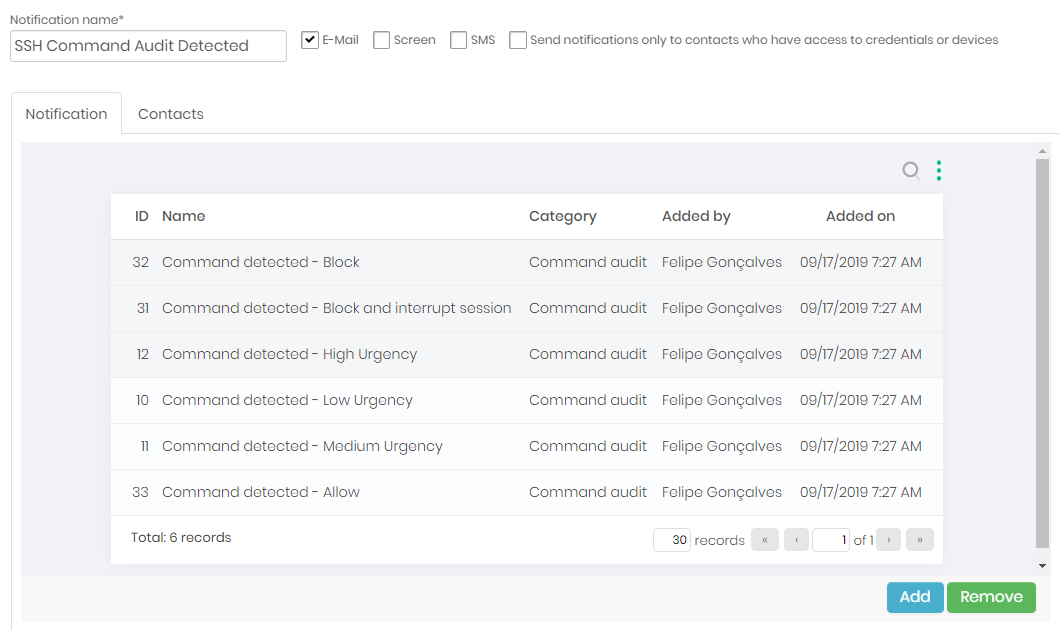 Notification name*
SSH Command Audit Detected E-Mail Screen SMS Send notifications only to contacts who have access to credentials or devices
Notification Contacts
ID Name Category Added by Added on
32 Command detected - Block Command audit Felipe Gonçalves 09/17/2019 7:27 AM
31 Command detected - Block and interrupt session Command audit Felipe Gonçalves 09/17/2019 7:27 AM
12 Command detected - High Urgency Command audit Felipe Gonçalves 09/17/2019 7:27 AM
10 Command detected - Low Urgency Command audit Felipe Gonçalves 09/17/2019 7:27 AM
11 Command detected - Medium Urgency Command audit Felipe Gonçalves 09/17/2019 7:27 AM
33 Command detected - Allow Command audit Felipe Gonçalves 09/17/2019 7:27 AM
Total: 6 records 30 records « ‹ 1 of 1 › »
Add Remove